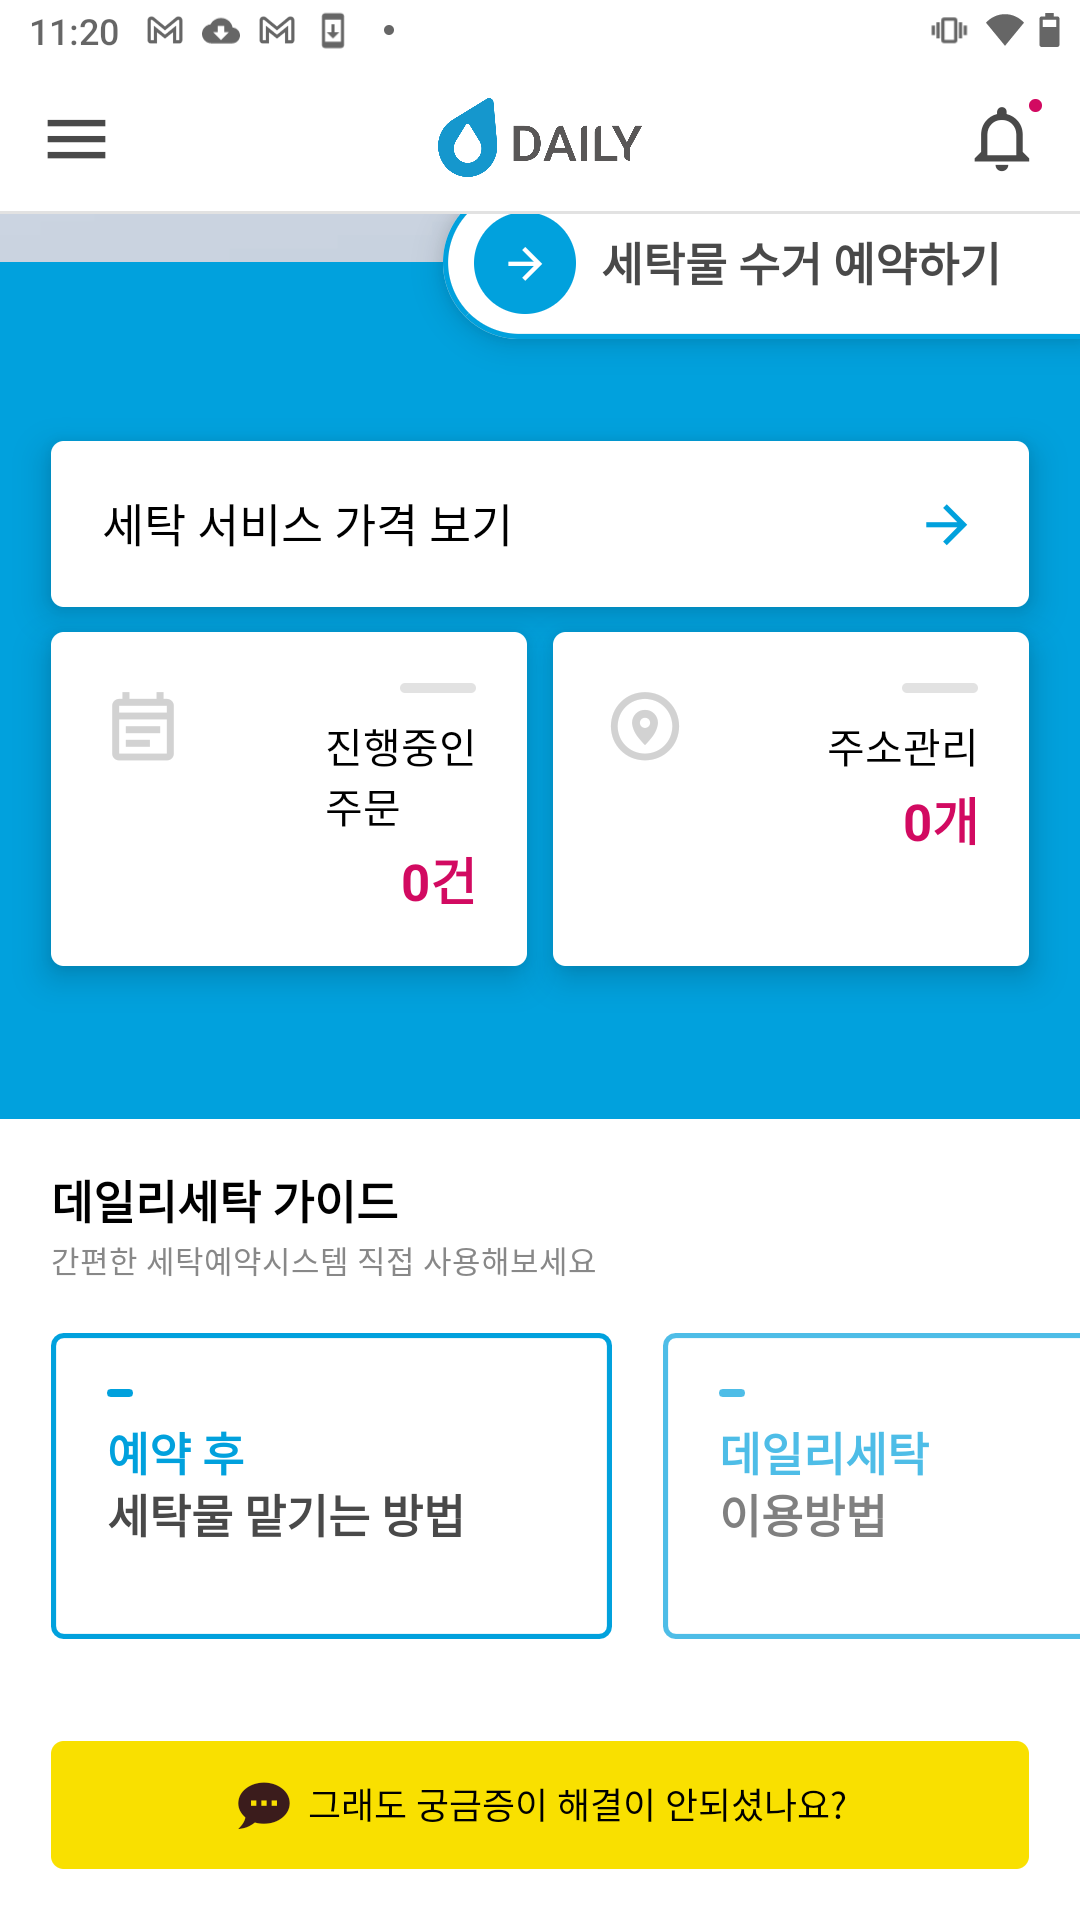 11:20
DAILY
세탁물 수거 예약하기
세탁 서비스 가격 보기
진행중인
주문
0건
주소관리
0개
데일리세탁 가이드
간편한 세탁예약시스템 직접 사용해보세요
예약 후
세탁물 맡기는 방법
데일리세탁
이용방법
그래도 궁금증이 해결이 안되셨나요?